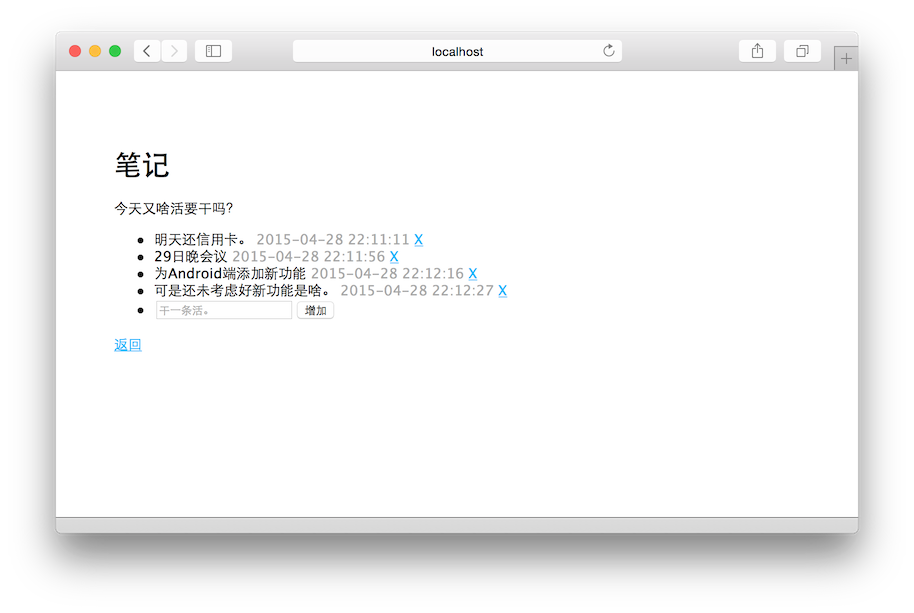 localhost
笔记
今天又啥活要干吗?
明天还信用卡。 2015-04-28 22:11:11 X
29日晚会议 2015-04-28 22:11:56 X
为Android端添加新功能 2015-04-28 22:12:16 X
可是还未考虑好新功能是啥。 2015-04-28 22:12:27 X
干一条活。 增加
返回